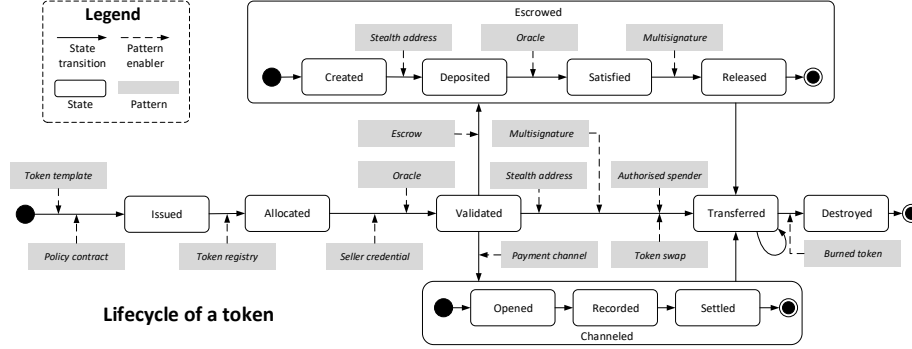 Legend
State transition
Pattern enabler
State
Pattern
Escrowed
Stealth address
Oracle
Multisignature
Created
Deposited
Satisfied
Released
Escrow
Multisignature
Token template
Oracle
Stealth address
Authorised spender
Issued
Allocated
Validated
Transferred
Destroyed
Policy contract
Token registry
Seller credential
Payment channel
Token swap
Burned token
Lifecycle of a token
Opened
Recorded
Settled
Channeled